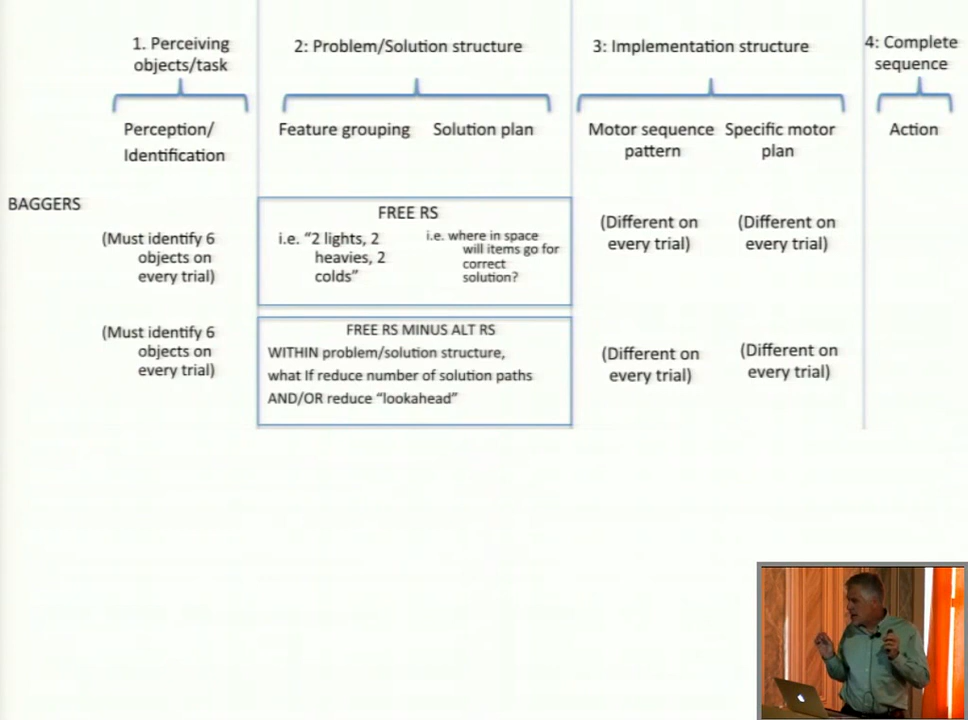 1. Perceiving
objects/task
2: Problem/Solution structure
3: Implementation structure
4: Complete
sequence
Perception/
Identification
Feature grouping
Solution plan
Motor sequence
pattern
Specific motor
plan
Action
BAGGERS
(Must identify 6
objects on
every trial)
FREE RS
i.e. "2 lights, 2
heavies, 2
colds"
i.e. where in space
will items go for
correct
solution?
(Different on
every trial)
(Different on
every trial)
(Must identify 6
objects on
every trial)
FREE RS MINUS ALT RS
WITHIN problem/solution structure,
what If reduce number of solution paths
AND/OR reduce "lookahead"
(Different on
every trial)
(Different on
every trial)